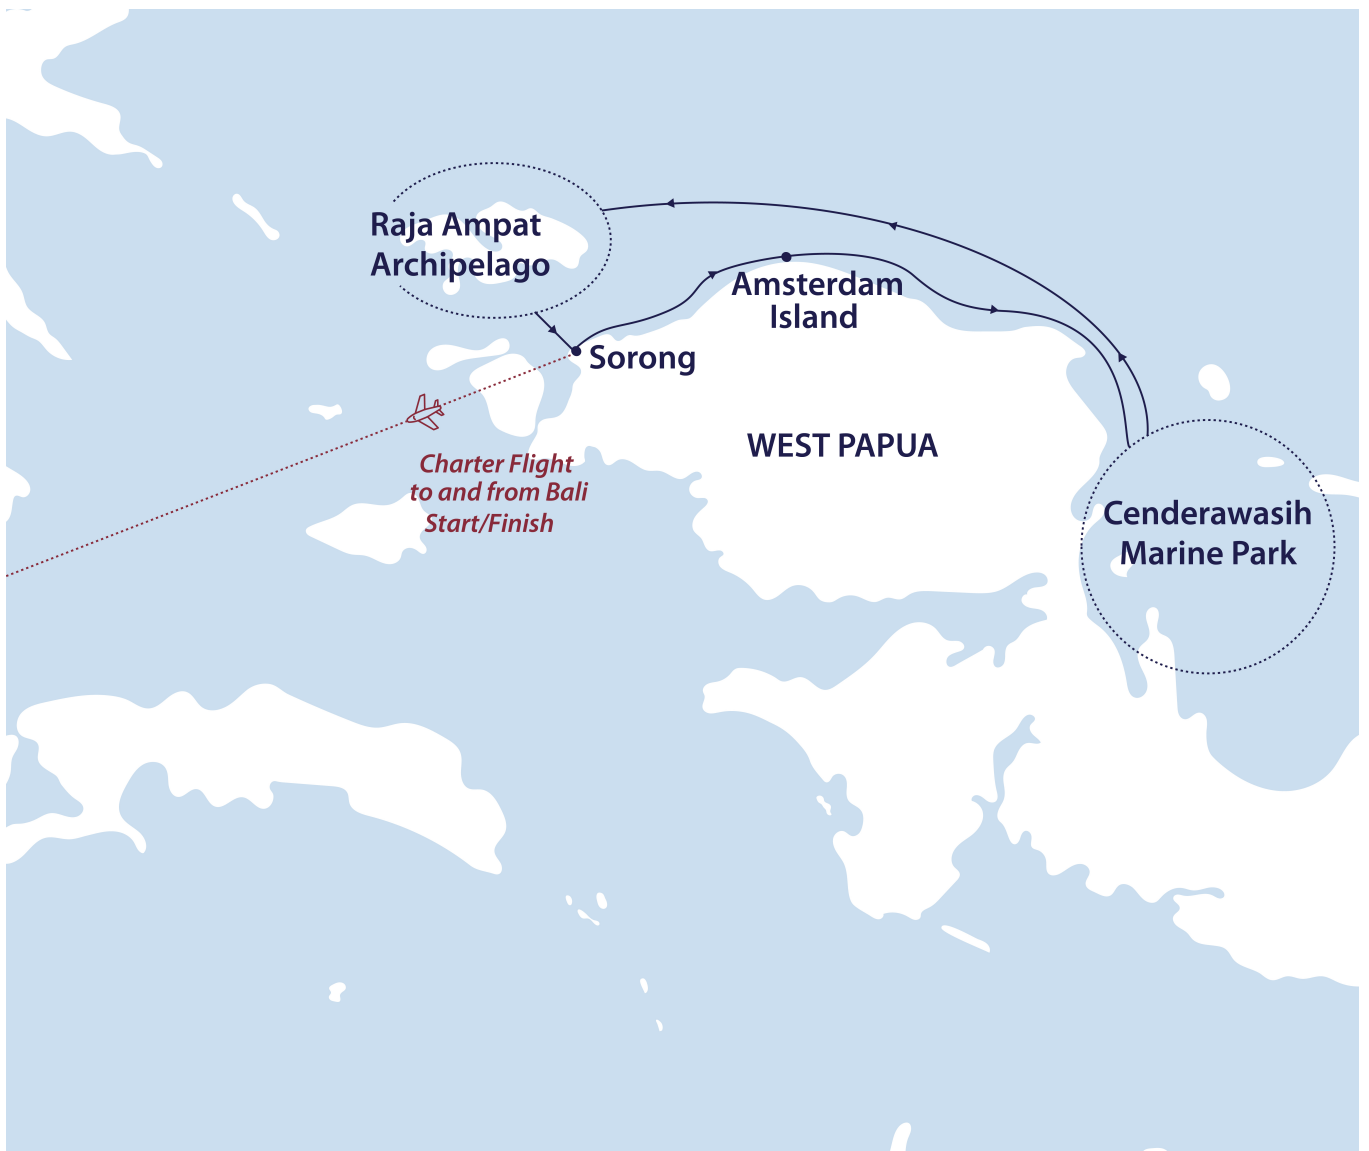 Raja Ampat
Archipelago
Amsterdam
Island
Sorong
WEST PAPUA
Charter Flight
to and from Bali
Start/Finish
Cenderawasih
Marine Park